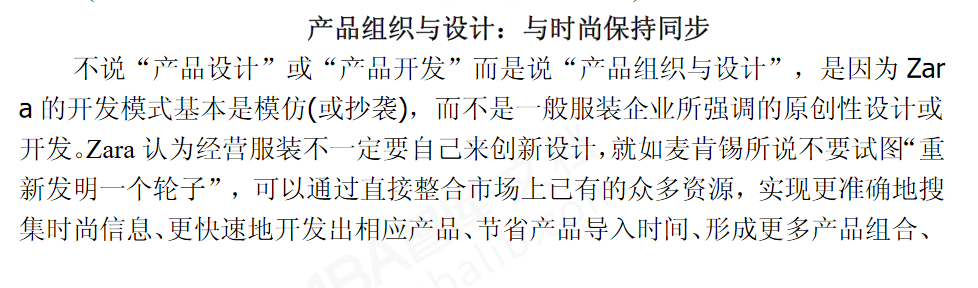 产品组织与设计：与时尚保持同步
不说“产品设计”或“产品开发”而是说“产品组织与设计”，是因为 Zar
a 的开发模式基本是模仿(或抄袭)，而不是一般服装企业所强调的原创性设计或
开发。Zara 认为经营服装不一定要自己来创新设计，就如麦肯锡所说不要试图“重
新发明一个轮子”，可以通过直接整合市场上已有的众多资源，实现更准确地搜
集时尚信息、更快速地开发出相应产品、节省产品导入时间、形成更多产品组合、